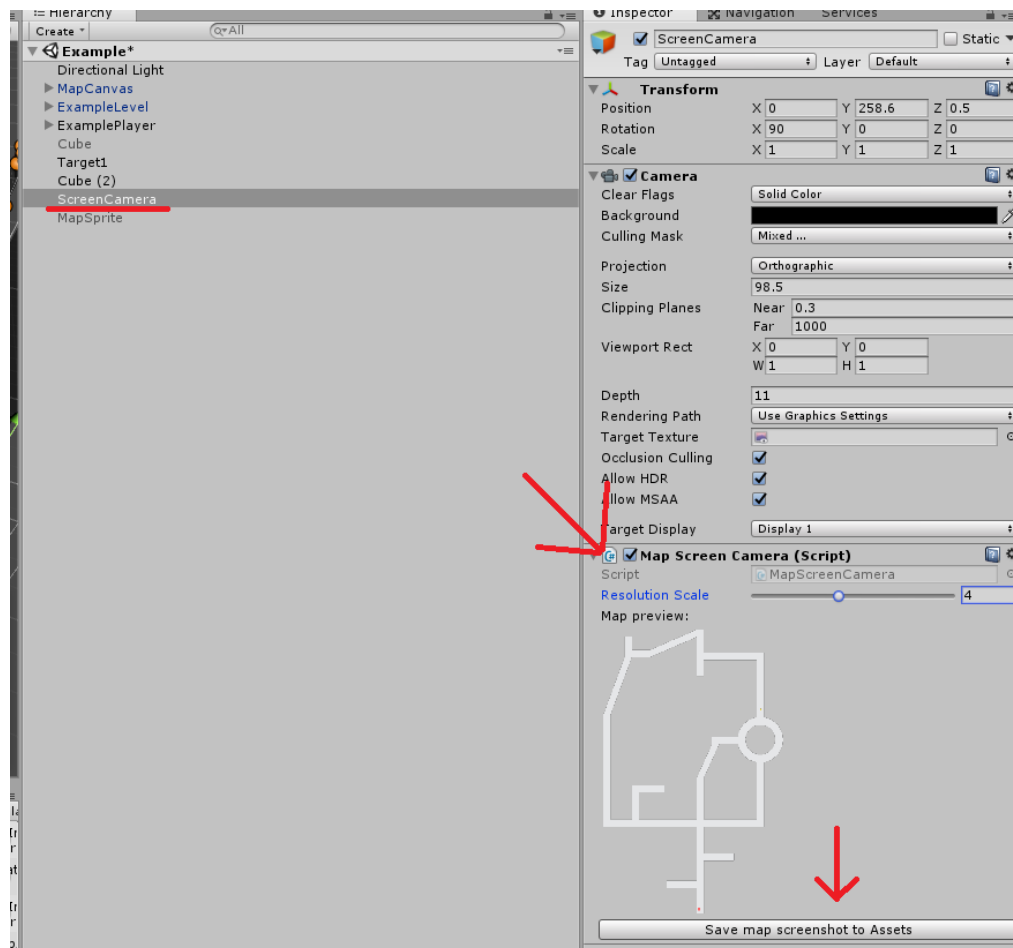 Hierarchy
Create
All
Example*
Directional Light
MapCanvas
ExampleLevel
ExamplePlayer
Cube
Target1
Cube (2)
ScreenCamera
MapSprite
Inspector Navigation Services
ScreenCamera Static
Tag Untagged Layer Default
Transform
Position X 0 Y 258.6 Z 0.5
Rotation X 90 Y 0 Z 0
Scale X 1 Y 1 Z 1
Camera
Clear Flags Solid Color
Background
Culling Mask Mixed ...
Projection Orthographic
Size 98.5
Clipping Planes Near 0.3
Far 1000
Viewport Rect X 0 Y 0
W 1 H 1
Depth 11
Rendering Path Use Graphics Settings
Target Texture
Occlusion Culling
Allow HDR
Allow MSAA
Target Display Display 1
Map Screen Camera (Script)
Script MapScreenCamera
Resolution Scale 4
Map preview:
Save map screenshot to Assets